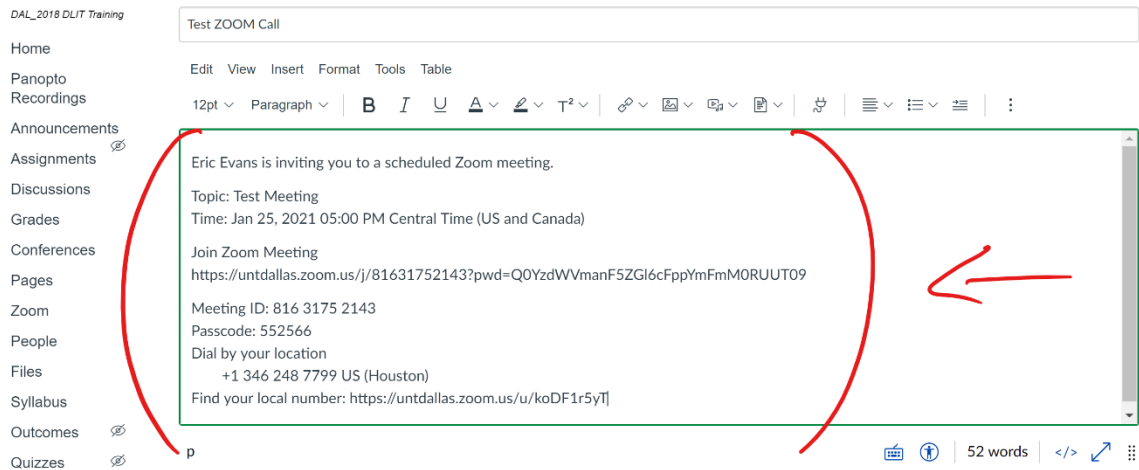 DAL_2018 DLIT Training
Home
Panopto
Recordings
Announcements
Assignments
Discussions
Grades
Conferences
Pages
Zoom
People
Files
Syllabus
Outcomes
Quizzes
Test ZOOM Call
Edit View Insert Format Tools Table
12pt Paragraph B I U A T²
Eric Evans is inviting you to a scheduled Zoom meeting.
Topic: Test Meeting
Time: Jan 25, 2021 05:00 PM Central Time (US and Canada)
Join Zoom Meeting
https://untdallas.zoom.us/j/81631752143?pwd=Q0YzdWVmanF5ZGl6cFppYmFmM0RUUT09
Meeting ID: 816 3175 2143
Passcode: 552566
Dial by your location
+1 346 248 7799 US (Houston)
Find your local number: https://untdallas.zoom.us/u/koDF1r5yT
p 52 words </>